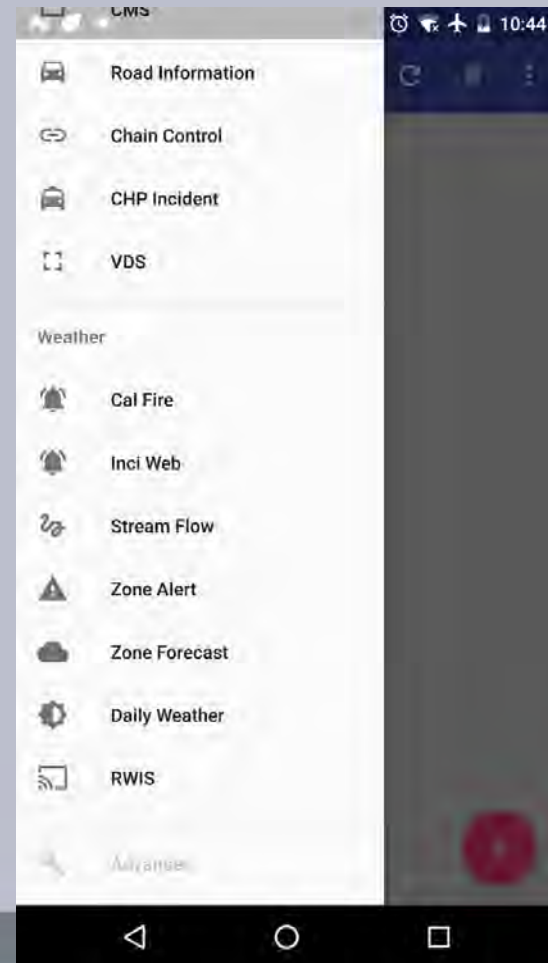 CMS
10:44
Road Information
Chain Control
CHP Incident
VDS
Weather
Cal Fire
Inci Web
Stream Flow
Zone Alert
Zone Forecast
Daily Weather
RWIS